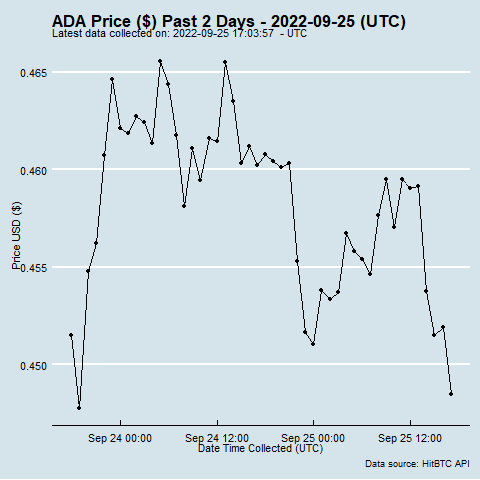 ADA Price ($) Past 2 Days - 2022-09-25 (UTC)
Latest data collected on: 2022-09-25 17:03:57 - UTC
0.465
0.460
0.455
0.450
Price USD ($)
Sep 24 00:00 Sep 24 12:00 Sep 25 00:00 Sep 25 12:00
Date Time Collected (UTC)
Data source: HitBTC API